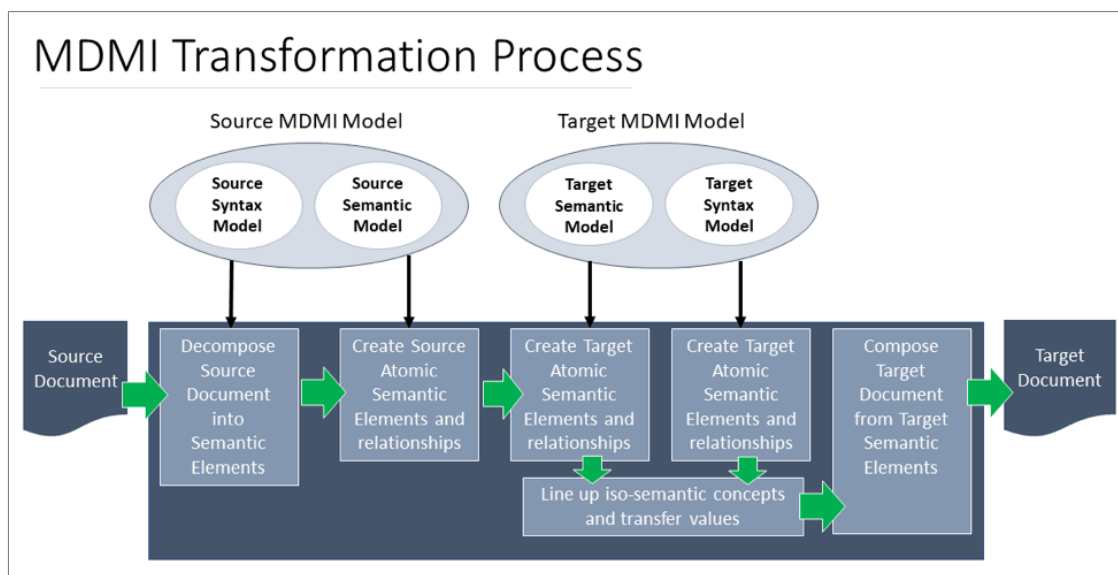 MDMI Transformation Process
Source MDMI Model
Target MDMI Model
Source
Syntax
Model
Source
Semantic
Model
Target
Semantic
Model
Target
Syntax
Model
Source
Document
Decompose
Source
Document
into
Semantic
Elements
Create Source
Atomic
Semantic
Elements and
relationships
Create Target
Atomic
Semantic
Elements and
relationships
Create Target
Atomic
Semantic
Elements and
relationships
Line up iso-semantic concepts
and transfer values
Compose
Target
Document
from Target
Semantic
Elements
Target
Document